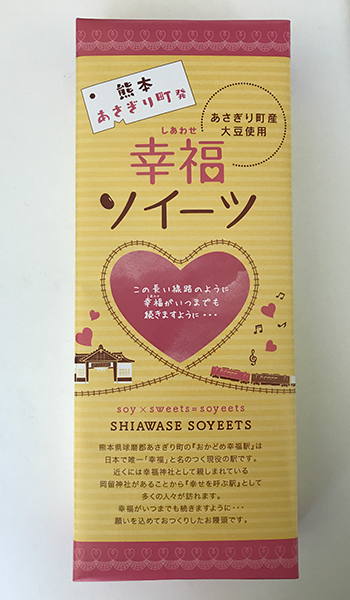 熊本
あさぎり町発
あさぎり町産
大豆使用
しあわせ
幸福
ソイーツ
この長い線路のように
しあわせ
幸福がいつまでも
続きますように・・・
soy×sweets=soyeets
SHIAWASE SOYEETS
熊本県球磨郡あさぎり町の『おかどめ幸福駅』は
日本で唯一「幸福」と名のつく現役の駅です。
近くには幸福神社として親しまれている
岡留神社があることから『幸せを呼ぶ駅』として
多くの人々が訪れます。
幸福がいつまでも続きますように・・・
願いを込めておつくりしたお饅頭です。